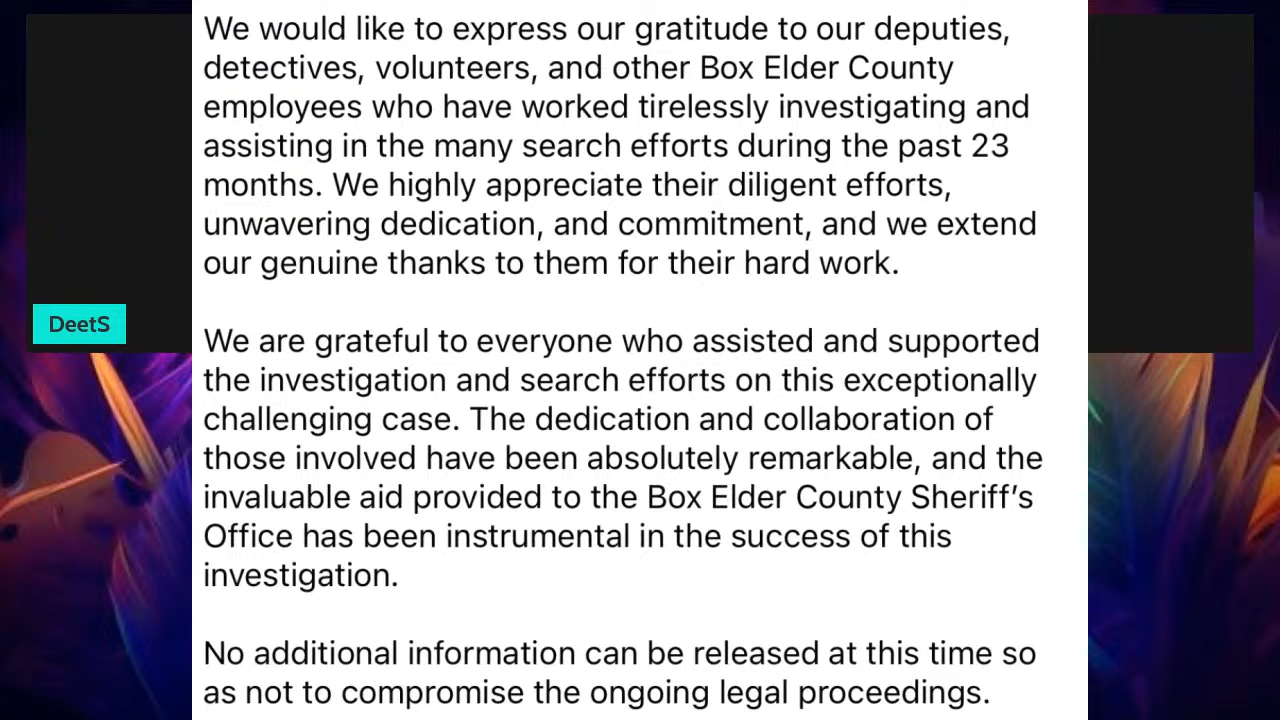 We would like to express our gratitude to our deputies,
detectives, volunteers, and other Box Elder County
employees who have worked tirelessly investigating and
assisting in the many search efforts during the past 23
months. We highly appreciate their diligent efforts,
unwavering dedication, and commitment, and we extend
our genuine thanks to them for their hard work.
DeetS
We are grateful to everyone who assisted and supported
the investigation and search efforts on this exceptionally
challenging case. The dedication and collaboration of
those involved have been absolutely remarkable, and the
invaluable aid provided to the Box Elder County Sheriff’s
Office has been instrumental in the success of this
investigation.
No additional information can be released at this time so
as not to compromise the ongoing legal proceedings.